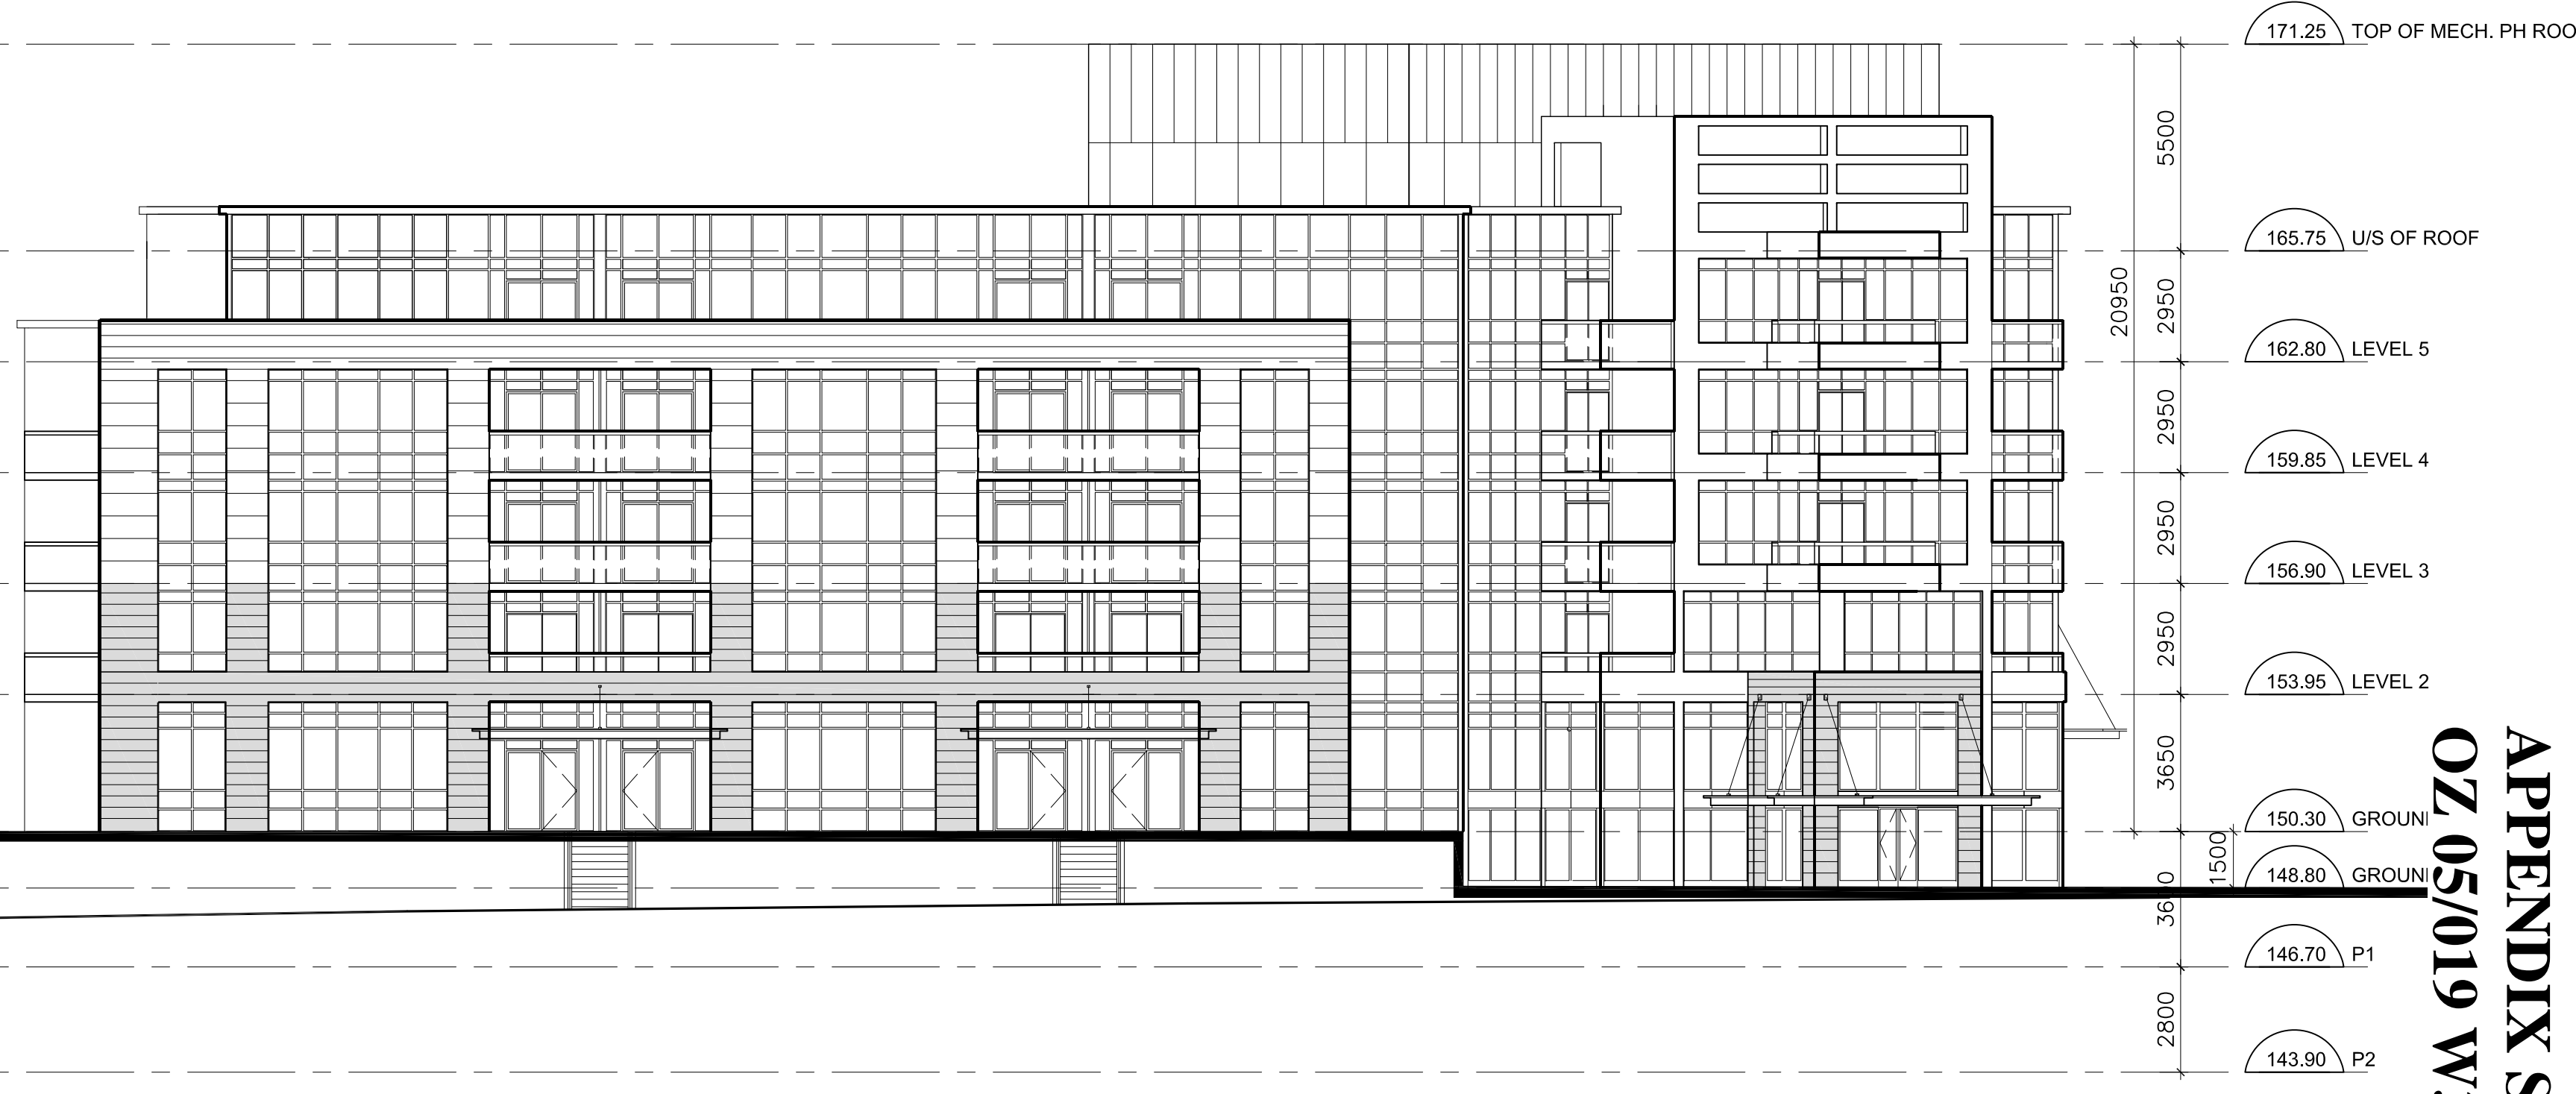 171.25 TOP OF MECH. PH ROO
5500
165.75 U/S OF ROOF
20950
2950
162.80 LEVEL 5
2950
159.85 LEVEL 4
2950
156.90 LEVEL 3
2950
153.95 LEVEL 2
3650
150.30 GROUN
1500
148.80 GROUN
146.70 P1
2800
143.90 P2
APPENDIX S
OZ 05/019 W